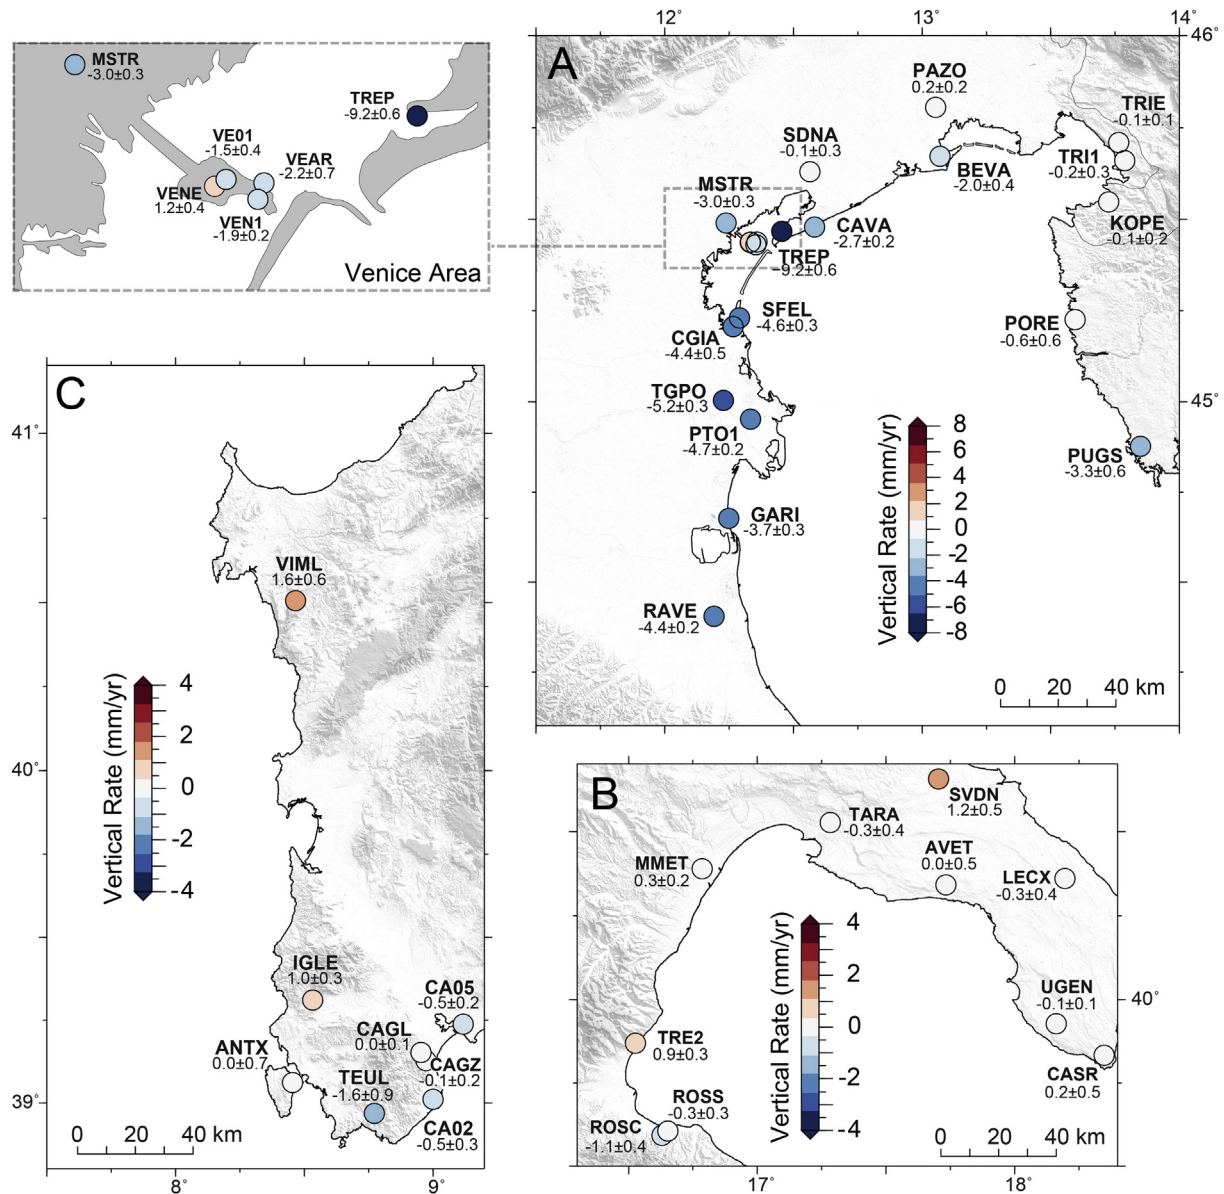 MSTR
-3.0±0.3
TREP
-9.2±0.6
VE01
-1.5±0.4
VEAR
-2.2±0.7
VENE
1.2±0.4
VEN1
-1.9±0.2
Venice Area
12°
13°
14°
46°
45°
A
PAZO
0.2±0.2
TRIE
-0.1±0.1
SDNA
-0.1±0.3
TRI1
-0.2±0.3
BEVA
-2.0±0.4
MSTR
-3.0±0.3
KOPE
-0.1±0.2
CAVA
-2.7±0.2
TREP
-9.2±0.6
SFEL
-4.6±0.3
CGIA
-4.4±0.5
PORE
-0.6±0.6
TGPO
-5.2±0.3
PTO1
-4.7±0.2
PUGS
-3.3±0.6
GARI
-3.7±0.3
RAVE
-4.4±0.2
Vertical Rate (mm/yr)
8
6
4
2
0
-2
-4
-6
-8
0 20 40 km
C
41°
40°
39°
8°
9°
VIML
1.6±0.6
Vertical Rate (mm/yr)
4
2
0
-2
-4
IGLE
1.0±0.3
CA05
-0.5±0.2
CAGL
0.0±0.1
ANTX
0.0±0.7
CAGZ
-0.1±0.2
TEUL
-1.6±0.9
CA02
-0.5±0.3
0 20 40 km
B
SVDN
1.2±0.5
TARA
-0.3±0.4
AVET
0.0±0.5
MMET
0.3±0.2
LECX
-0.3±0.4
UGEN
-0.1±0.1
TRE2
0.9±0.3
CASR
0.2±0.5
ROSS
-0.3±0.3
ROSC
-1.1±0.4
Vertical Rate (mm/yr)
4
2
0
-2
-4
0 20 40 km
40°
17°
18°